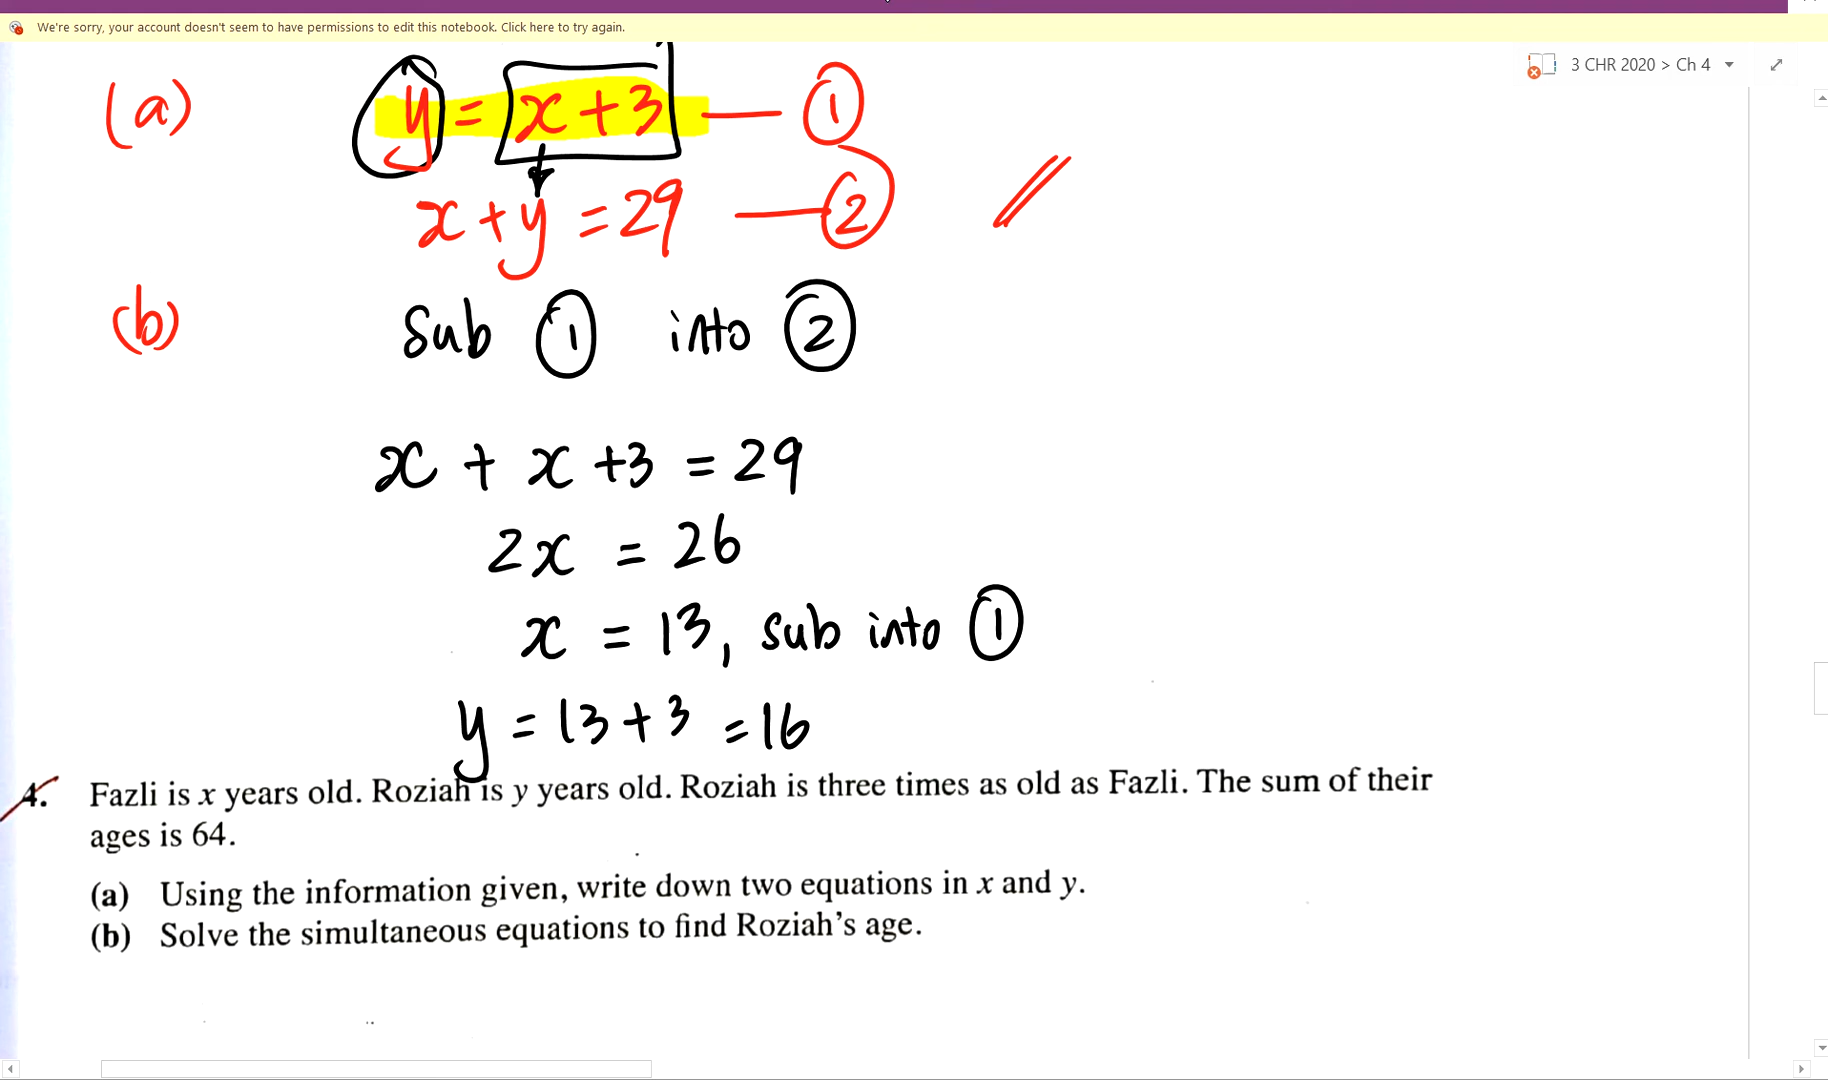 We're sorry, your account doesn't seem to have permissions to edit this notebook. Click here to try again.
3 CHR 2020 > Ch 4
(a) y = x + 3 — ①
x + y = 29 — ②
(b) Sub ① into ②
x + x + 3 = 29
2x = 26
x = 13, sub into ①
y = 13 + 3 = 16
4. Fazli is x years old. Roziah is y years old. Roziah is three times as old as Fazli. The sum of their
ages is 64.
(a) Using the information given, write down two equations in x and y.
(b) Solve the simultaneous equations to find Roziah's age.